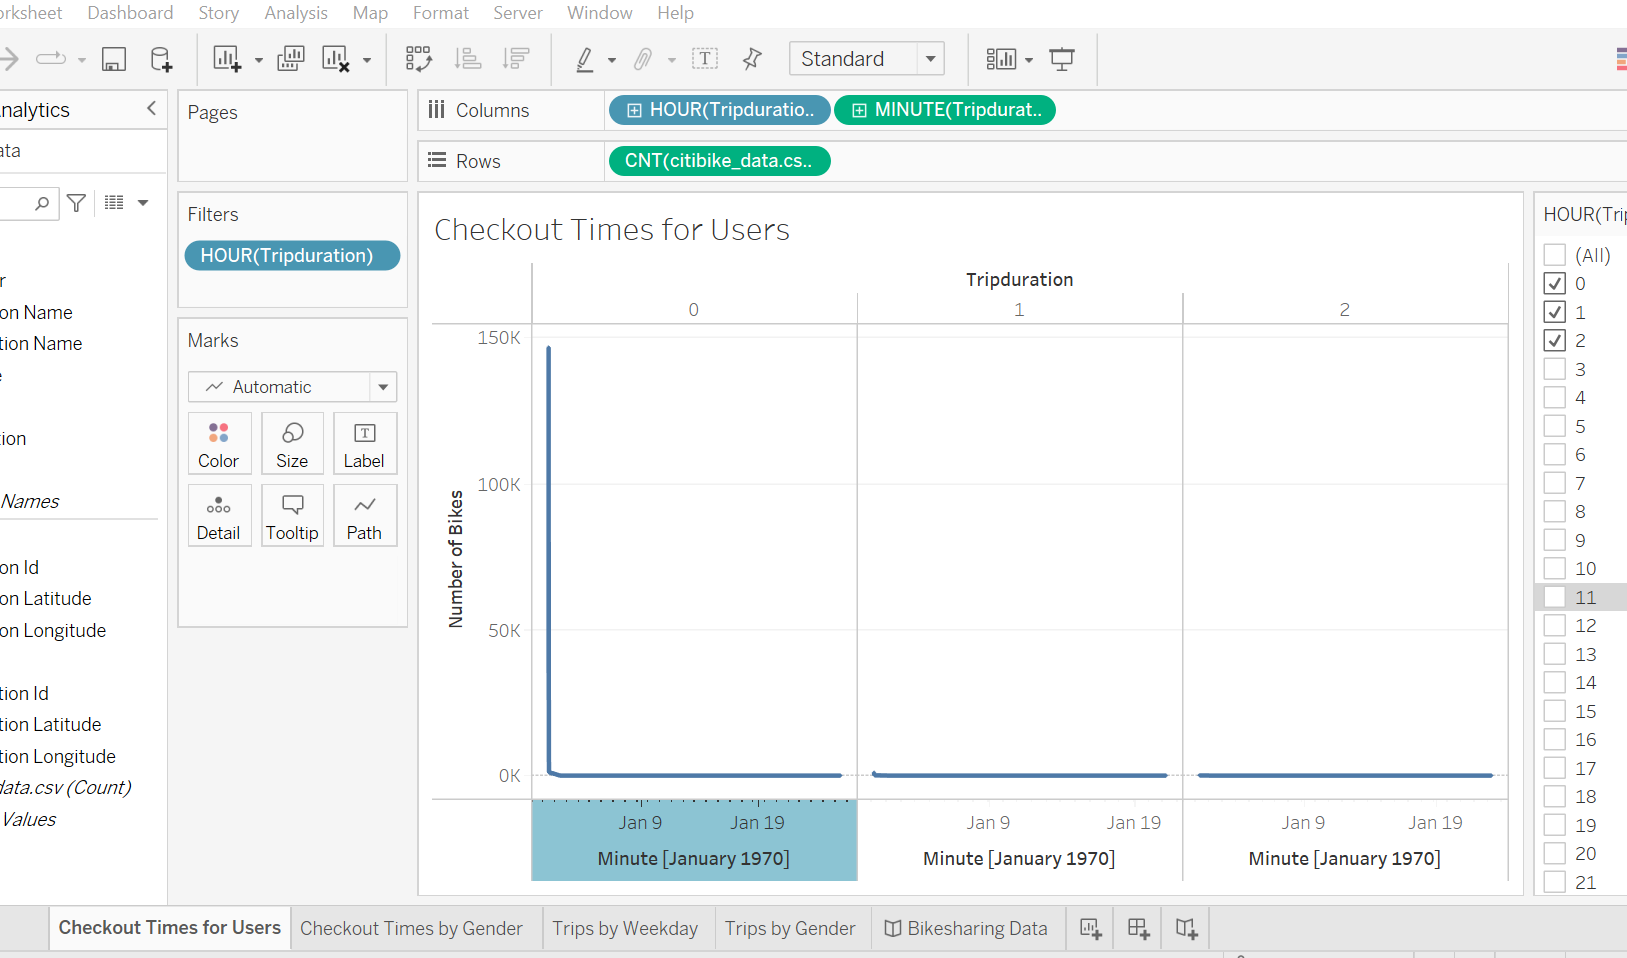 orksheet Dashboard Story Analysis Map Format Server Window Help
Standard
nalytics
ata
r
on Name
tion Name
e
ion
Names
on Id
on Latitude
on Longitude
tion Id
tion Latitude
tion Longitude
data.csv (Count)
Values
Pages
Filters
HOUR(Tripduration)
Marks
Automatic
Color Size Label
Detail Tooltip Path
Columns HOUR(Tripduratio.. MINUTE(Tripdurat..
Rows CNT(citibike_data.cs..
Checkout Times for Users
Tripduration
0 1 2
150K
100K
50K
0K
Number of Bikes
Jan 9 Jan 19 Jan 9 Jan 19 Jan 9 Jan 19
Minute [January 1970] Minute [January 1970] Minute [January 1970]
HOUR(Trip
(All)
0
1
2
3
4
5
6
7
8
9
10
11
12
13
14
15
16
17
18
19
20
21
Checkout Times for Users Checkout Times by Gender Trips by Weekday Trips by Gender Bikesharing Data